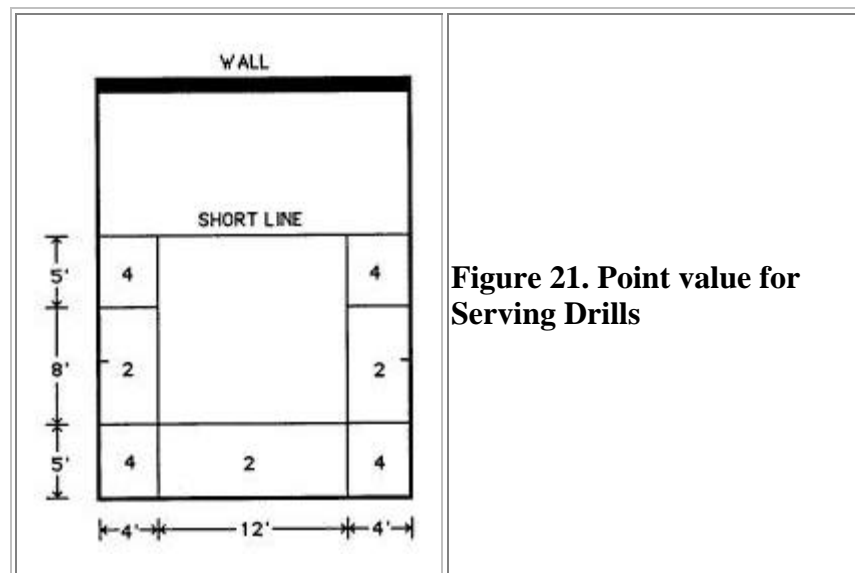 WALL
SHORT LINE
5' 4 4
8' 2 2
5' 4 2 4
4' 12' 4'
Figure 21. Point value for
Serving Drills